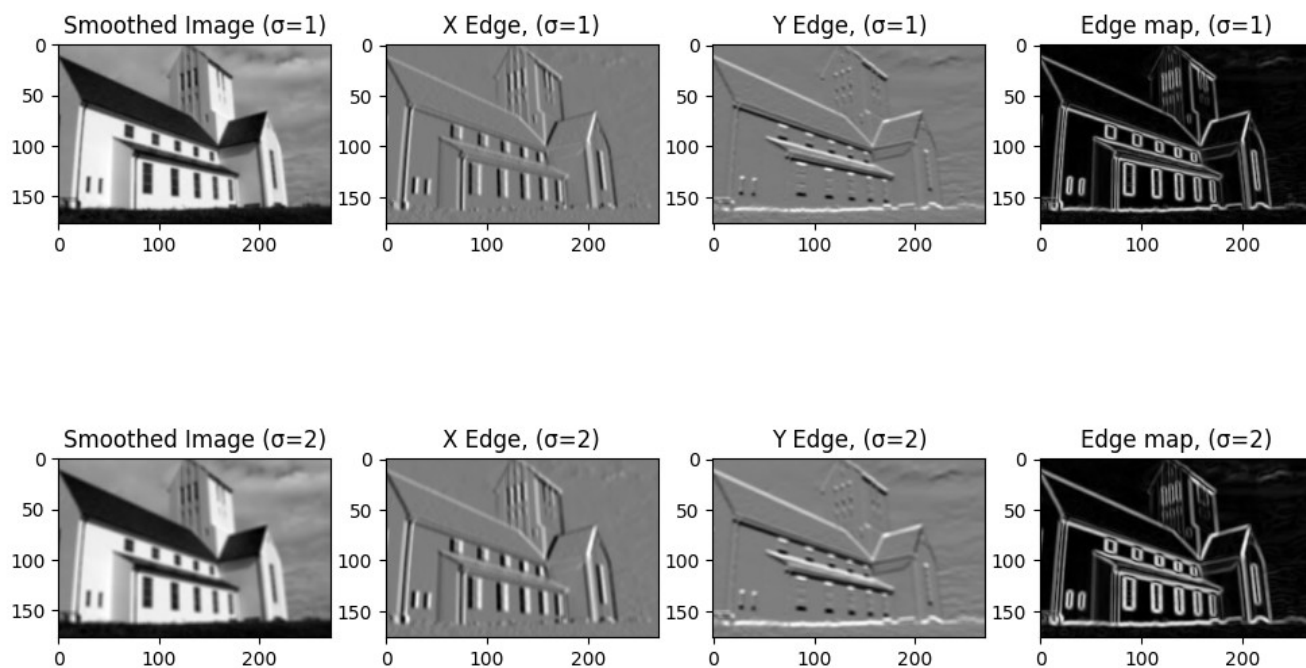 Smoothed Image (σ=1) X Edge, (σ=1) Y Edge, (σ=1) Edge map, (σ=1)
0 0 0 0
50 50 50 50
100 100 100 100
150 150 150 150
0 100 200 0 100 200 0 100 200 0 100 200
Smoothed Image (σ=2) X Edge, (σ=2) Y Edge, (σ=2) Edge map, (σ=2)
0 0 0 0
50 50 50 50
100 100 100 100
150 150 150 150
0 100 200 0 100 200 0 100 200 0 100 200